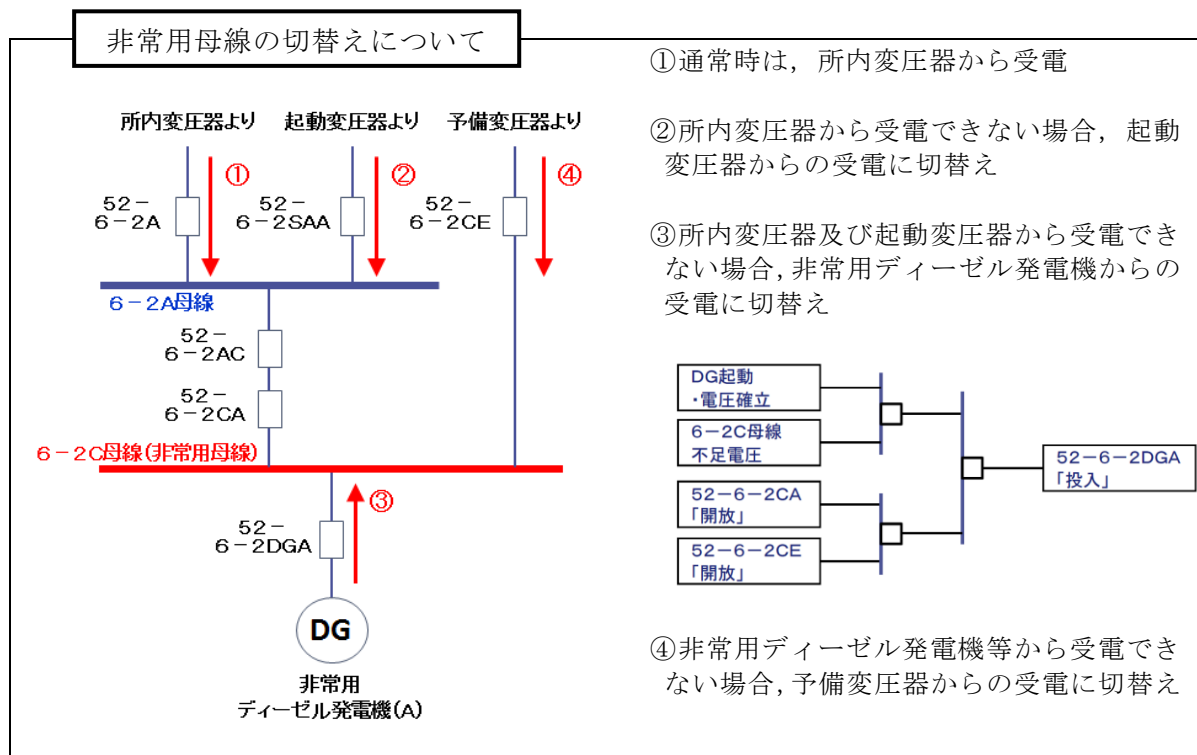 非常用母線の切替えについて
所内変圧器より
起動変圧器より
予備変圧器より
①
②
④
52-
6-2A
52-
6-2SAA
52-
6-2CE
6-2A母線
52-
6-2AC
52-
6-2CA
6-2C母線(非常用母線)
③
52-
6-2DGA
DG
非常用
ディーゼル発電機(A)
①通常時は，所内変圧器から受電
②所内変圧器から受電できない場合，起動
変圧器からの受電に切替え
③所内変圧器及び起動変圧器から受電でき
ない場合，非常用ディーゼル発電機からの
受電に切替え
DG起動
・電圧確立
6-2C母線
不足電圧
52-6-2CA
「開放」
52-6-2CE
「開放」
52-6-2DGA
「投入」
④非常用ディーゼル発電機等から受電でき
ない場合，予備変圧器からの受電に切替え